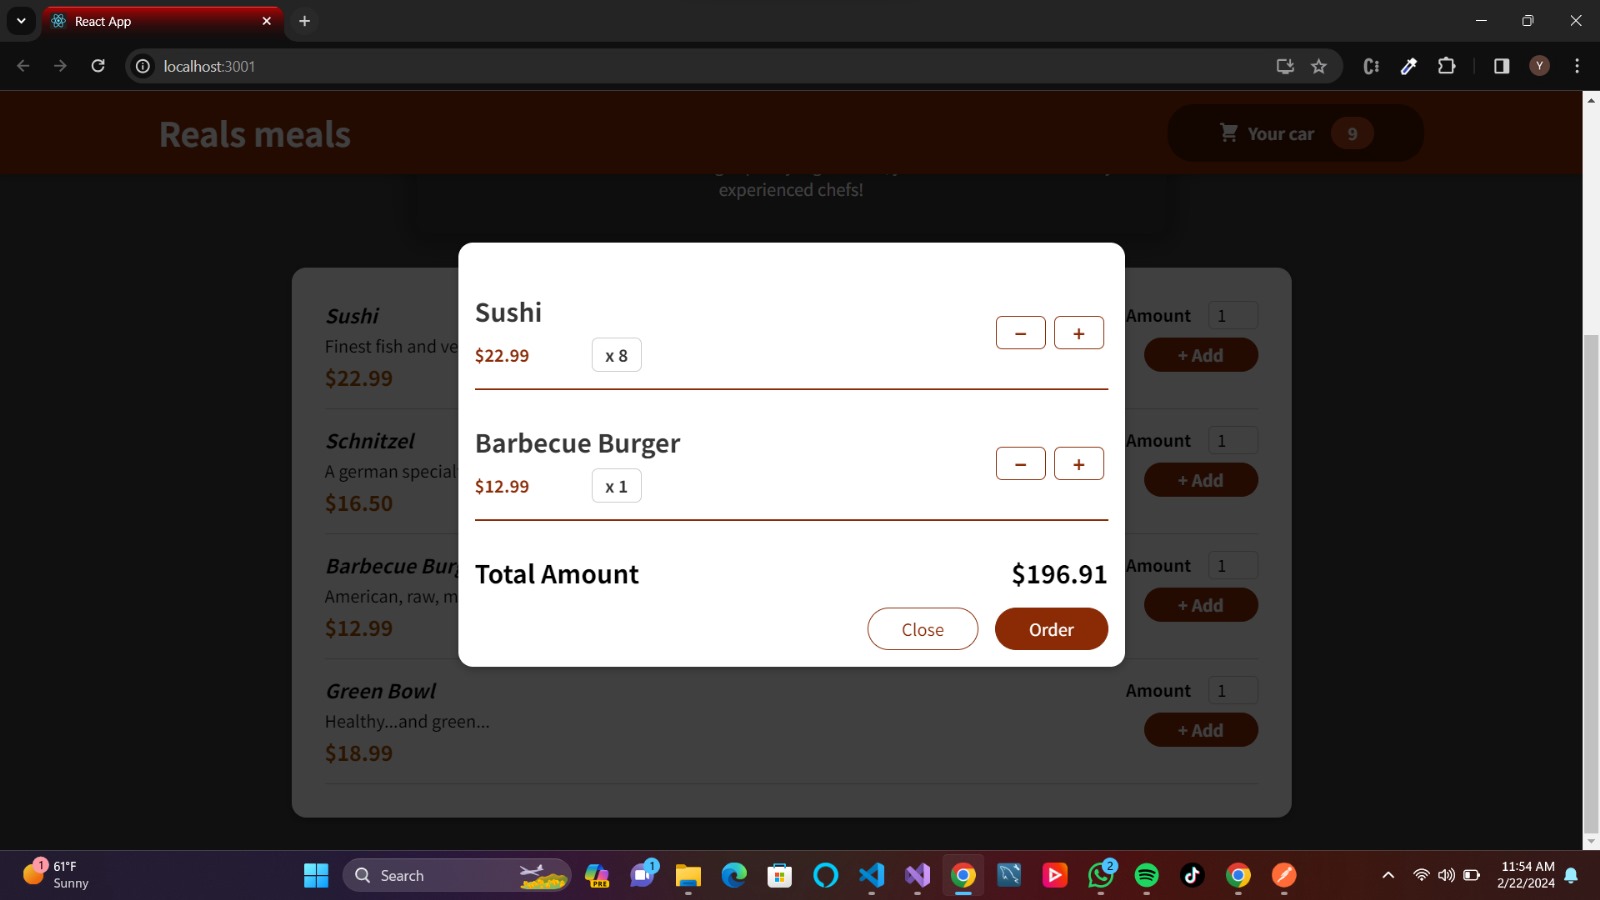 React App
localhost:3001
Y
Reals meals
Your car 9
experienced chefs!
Sushi
Finest fish and ve
$22.99
Amount 1
+ Add
Schnitzel
A german special
$16.50
Amount 1
+ Add
Barbecue Bur
American, raw, m
$12.99
Amount 1
+ Add
Green Bowl
Healthy...and green...
$18.99
Amount 1
+ Add
Sushi
$22.99 x 8
− +
Barbecue Burger
$12.99 x 1
− +
Total Amount $196.91
Close Order
1
61°F
Sunny
Search
PRE
1
2
11:54 AM
2/22/2024